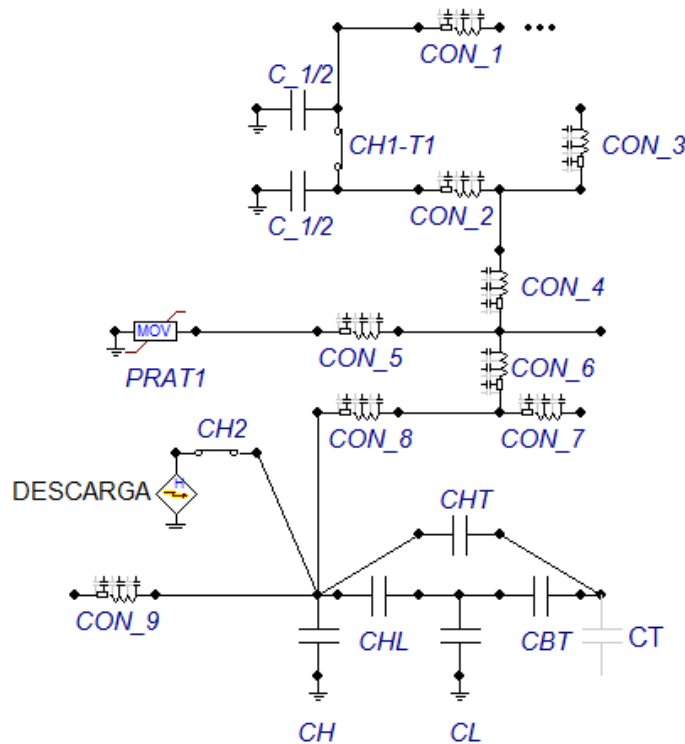 CON_1
C_1/2
CH1-T1
CON_3
CON_2
C_1/2
CON_4
MOV
PRAT1
CON_5
CON_6
CH2
CON_8
CON_7
H
DESCARGA
CHT
CON_9
CHL
CBT
CT
CH
CL